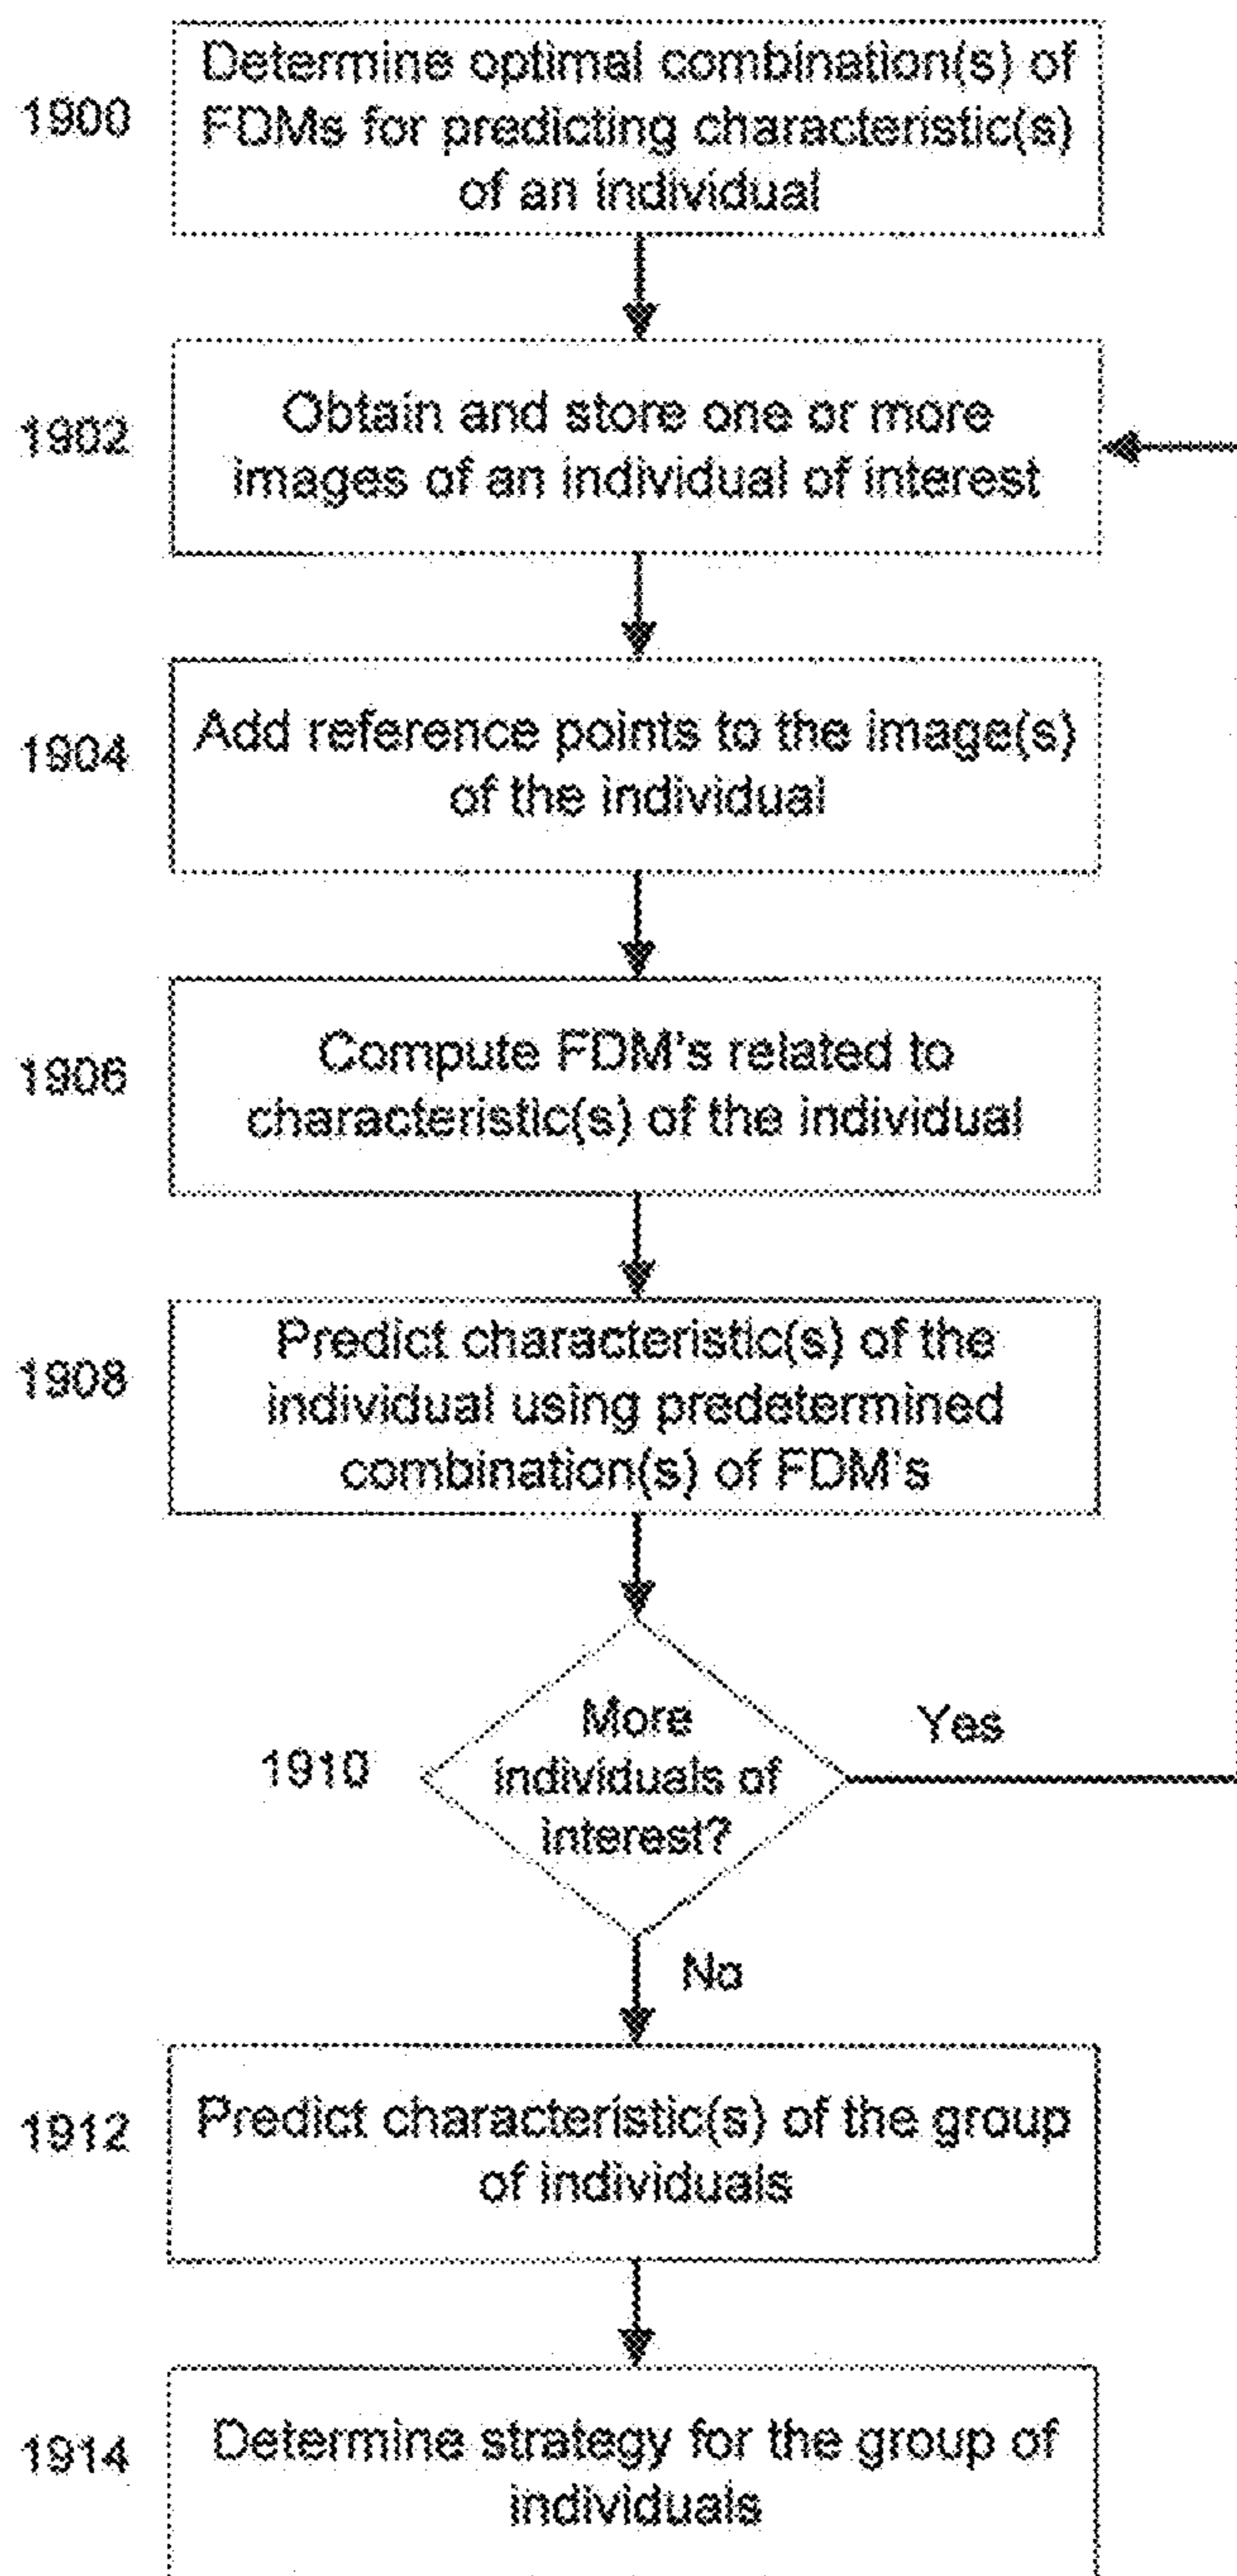 1900
Determine optimal combination(s) of
FDMs for predicting characteristic(s)
of an individual
1902
Obtain and store one or more
images of an individual of interest
1904
Add reference points to the image(s)
of the individual
1906
Compute FDM's related to
characteristic(s) of the individual
1908
Predict characteristic(s) of the
individual using predetermined
combination(s) of FDM's
1910
More
individuals of
interest?
Yes
No
1912
Predict characteristic(s) of the group
of individuals
1914
Determine strategy for the group of
individuals